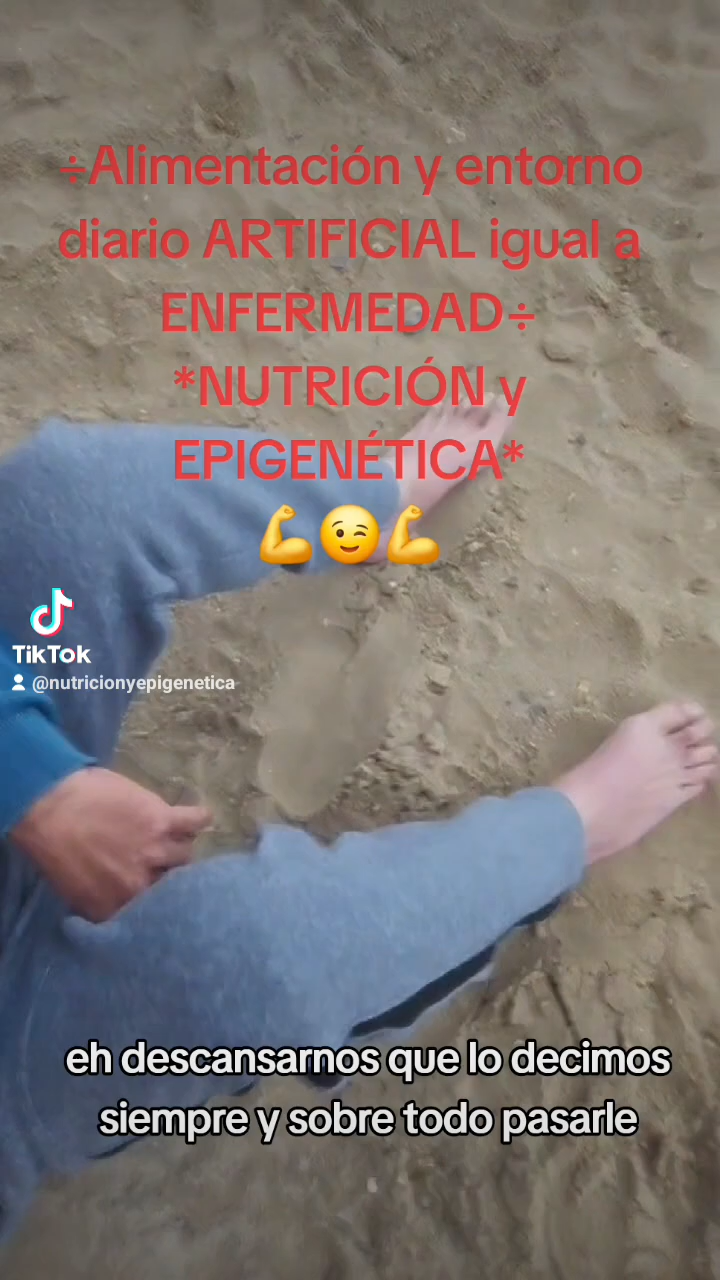 ÷Alimentación y entorno
diario ARTIFICIAL igual a
ENFERMEDAD÷
*NUTRICIÓN y
EPIGENÉTICA*
💪😉💪
TikTok
@nutricionyepigenetica
eh descansarnos que lo decimos
siempre y sobre todo pasarle